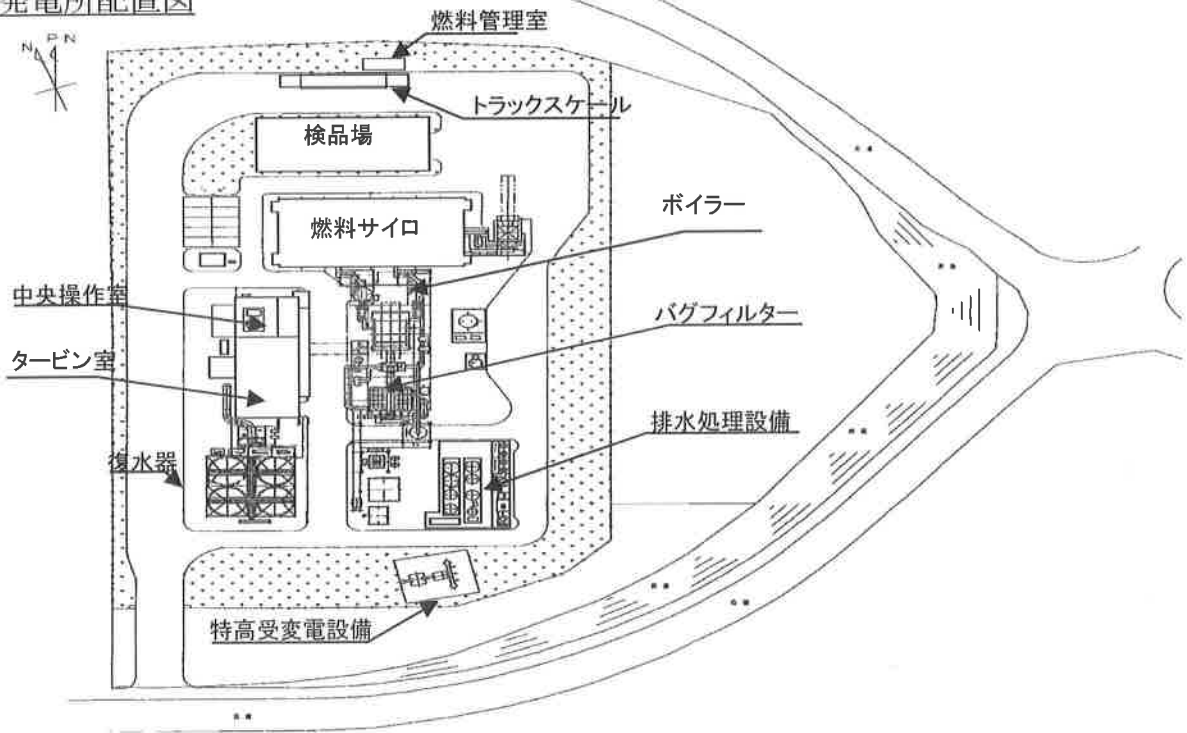 発電所配置図
N PN
燃料管理室
トラックスケール
検品場
燃料サイロ
ボイラー
中央操作室
バグフィルター
タービン室
排水処理設備
復水器
特高受変電設備